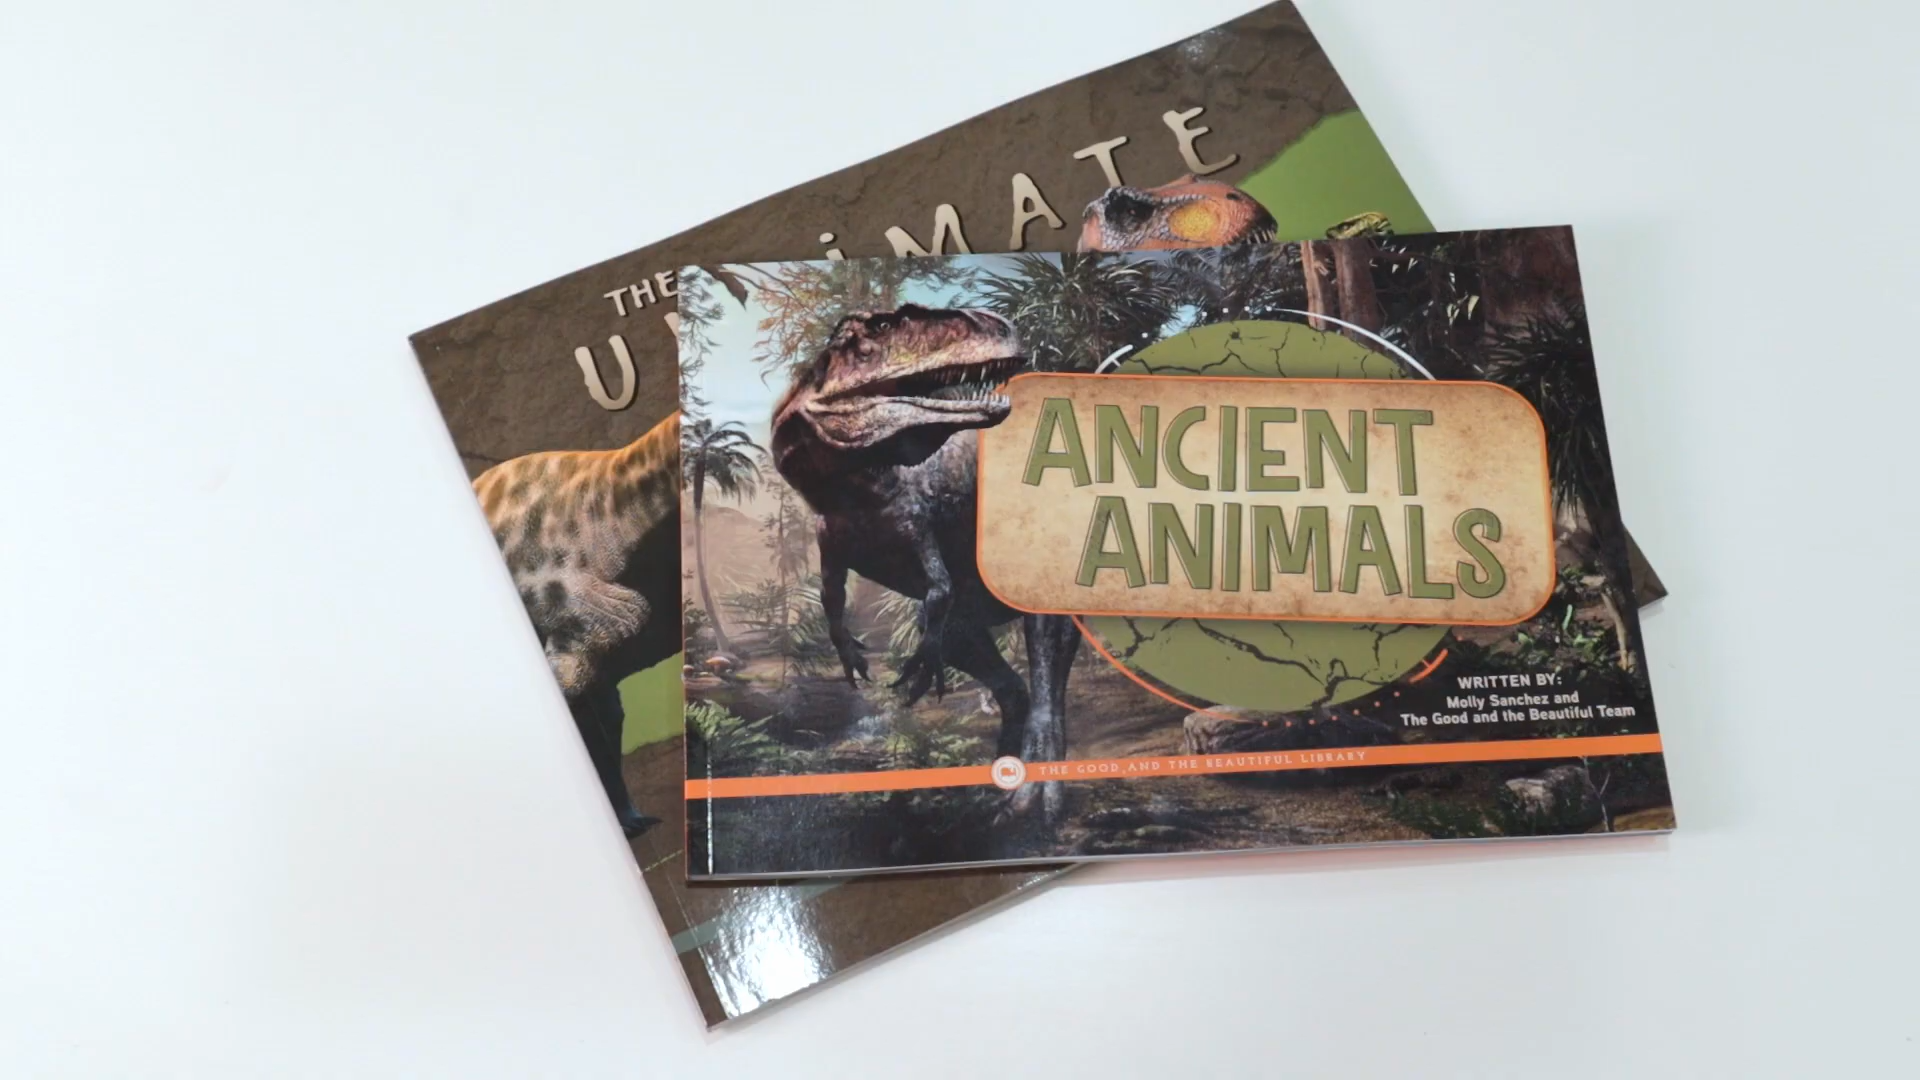 THE
ANCIENT
ANIMALS
WRITTEN BY:
Molly Sanchez and
The Good and the Beautiful Team
THE GOOD AND THE BEAUTIFUL LIBRARY